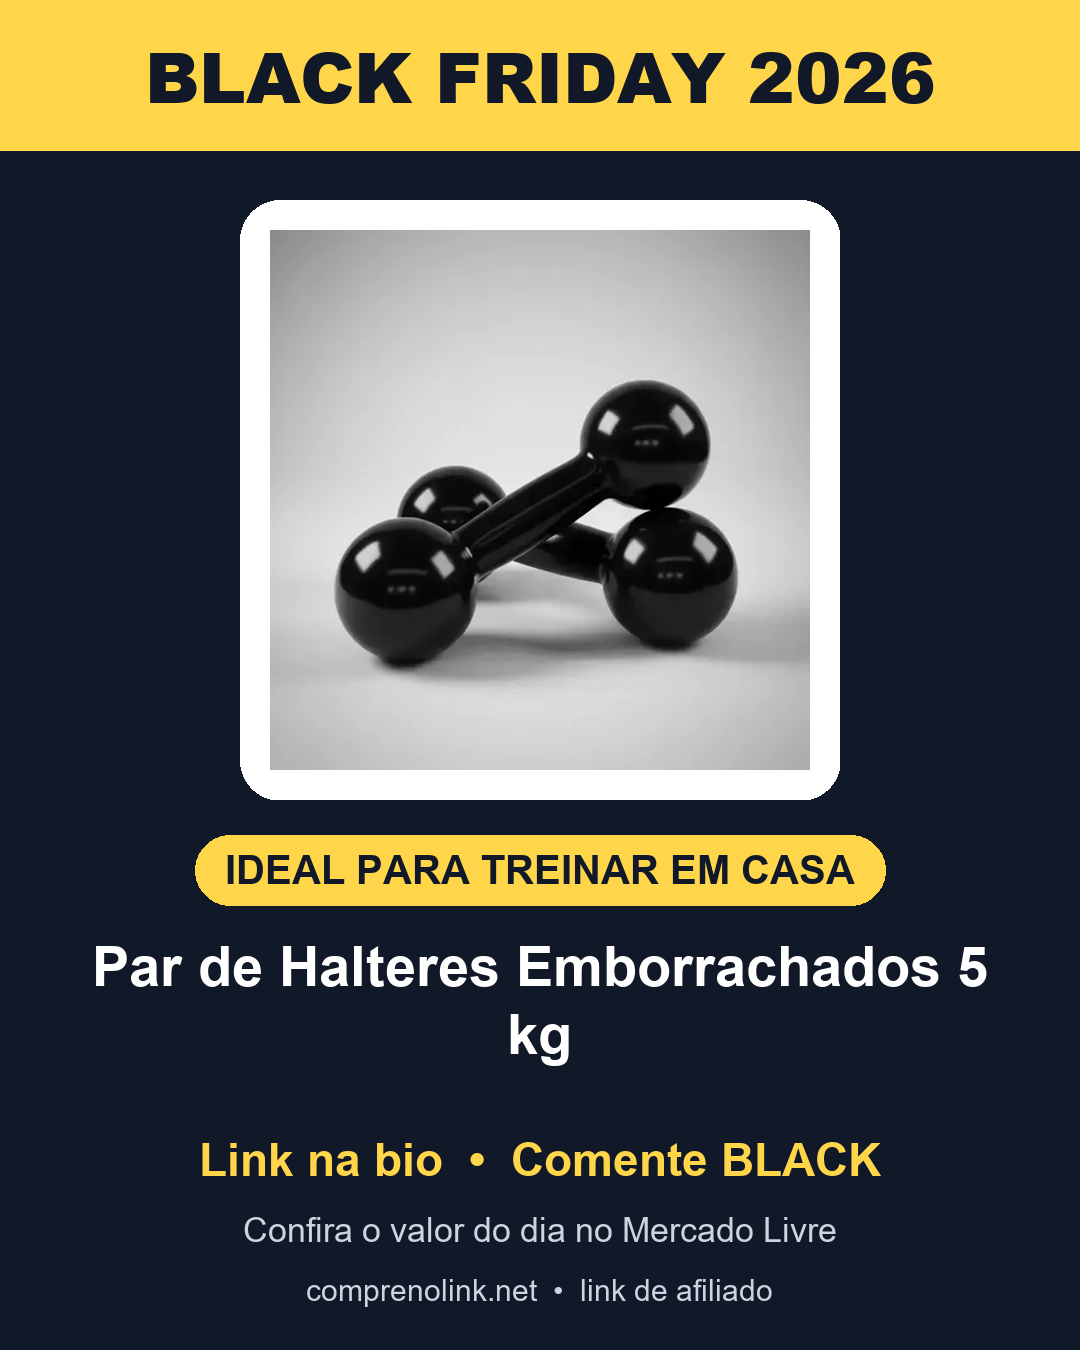 BLACK FRIDAY 2026
IDEAL PARA TREINAR EM CASA
Par de Halteres Emborrachados 5
kg
Link na bio • Comente BLACK
Confira o valor do dia no Mercado Livre
comprenolink.net • link de afiliado